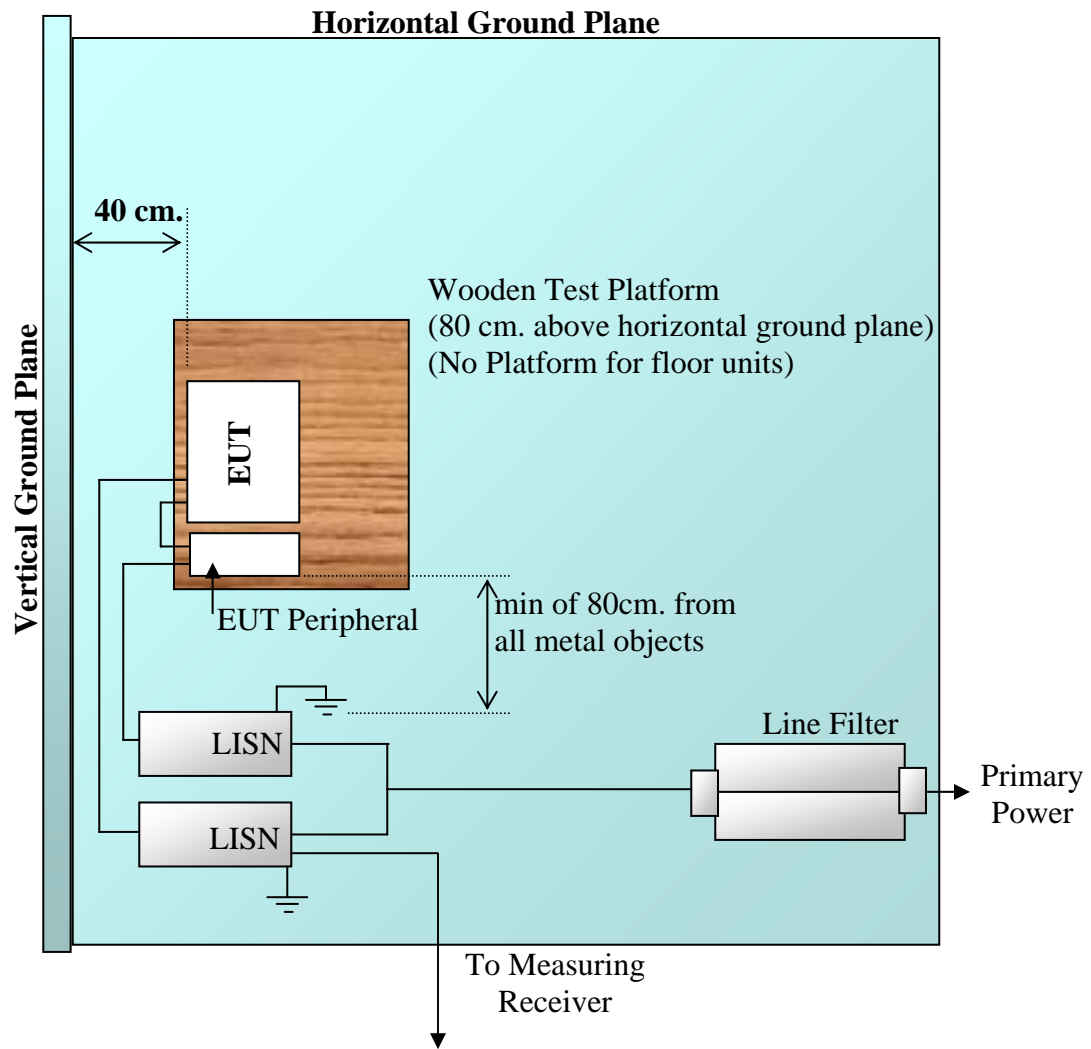 Horizontal Ground Plane
40 cm.
Vertical Ground Plane
Wooden Test Platform
(80 cm. above horizontal ground plane)
(No Platform for floor units)
EUT
EUT Peripheral
min of 80cm. from
all metal objects
LISN
LISN
Line Filter
Primary
Power
To Measuring
Receiver